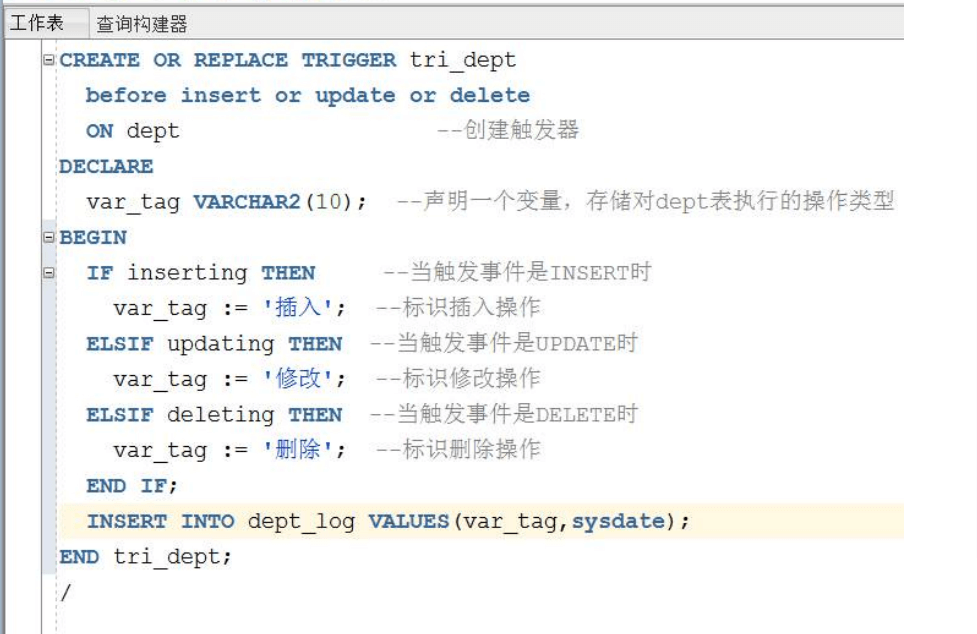 工作表 查询构建器
CREATE OR REPLACE TRIGGER tri_dept
before insert or update or delete
ON dept --创建触发器
DECLARE
var_tag VARCHAR2(10); --声明一个变量，存储对dept表执行的操作类型
BEGIN
IF inserting THEN --当触发事件是INSERT时
var_tag := '插入'; --标识插入操作
ELSIF updating THEN --当触发事件是UPDATE时
var_tag := '修改'; --标识修改操作
ELSIF deleting THEN --当触发事件是DELETE时
var_tag := '删除'; --标识删除操作
END IF;
INSERT INTO dept_log VALUES(var_tag,sysdate);
END tri_dept;
/